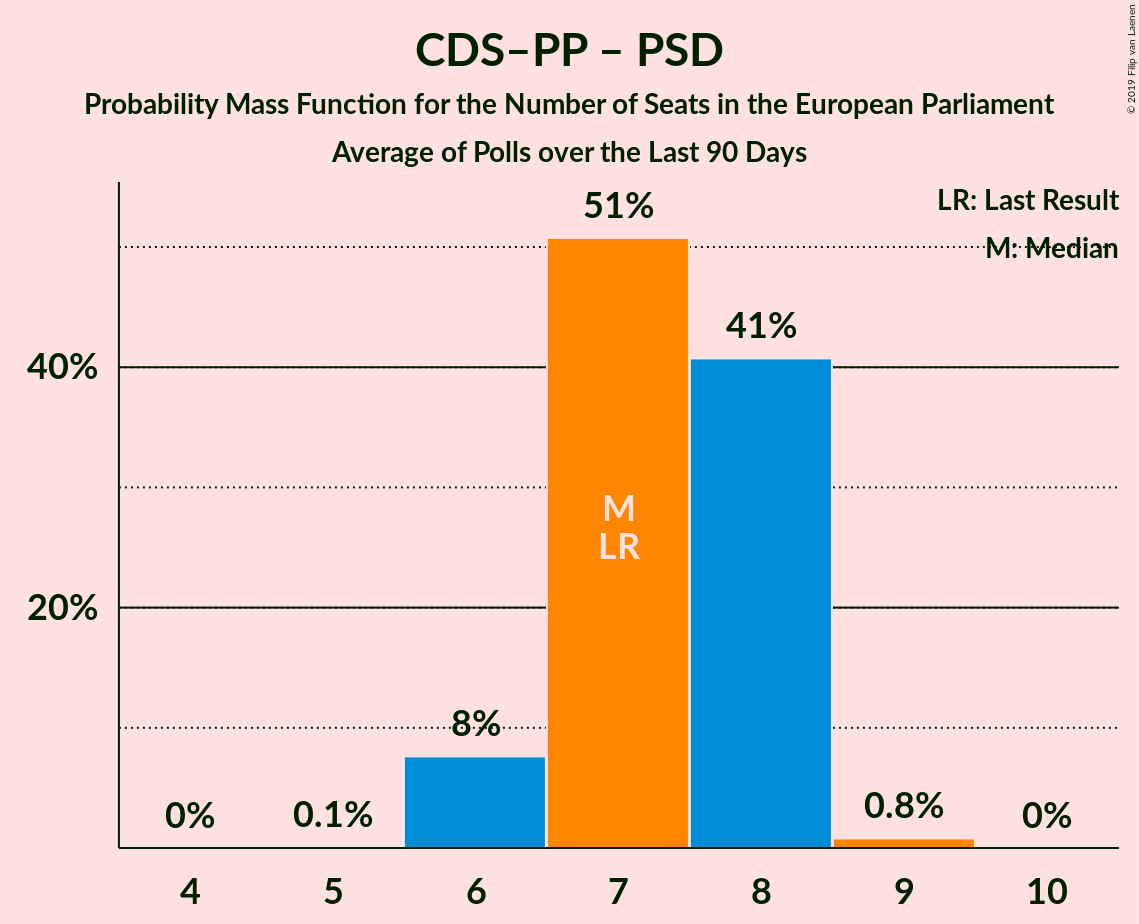 CDS–PP – PSD
Probability Mass Function for the Number of Seats in the European Parliament
Average of Polls over the Last 90 Days
© 2019 Filip van Laenen
LR: Last Result
M: Median
51%
41%
40%
M
LR
20%
8%
0%
0.1%
0.8%
0%
4
5
6
7
8
9
10